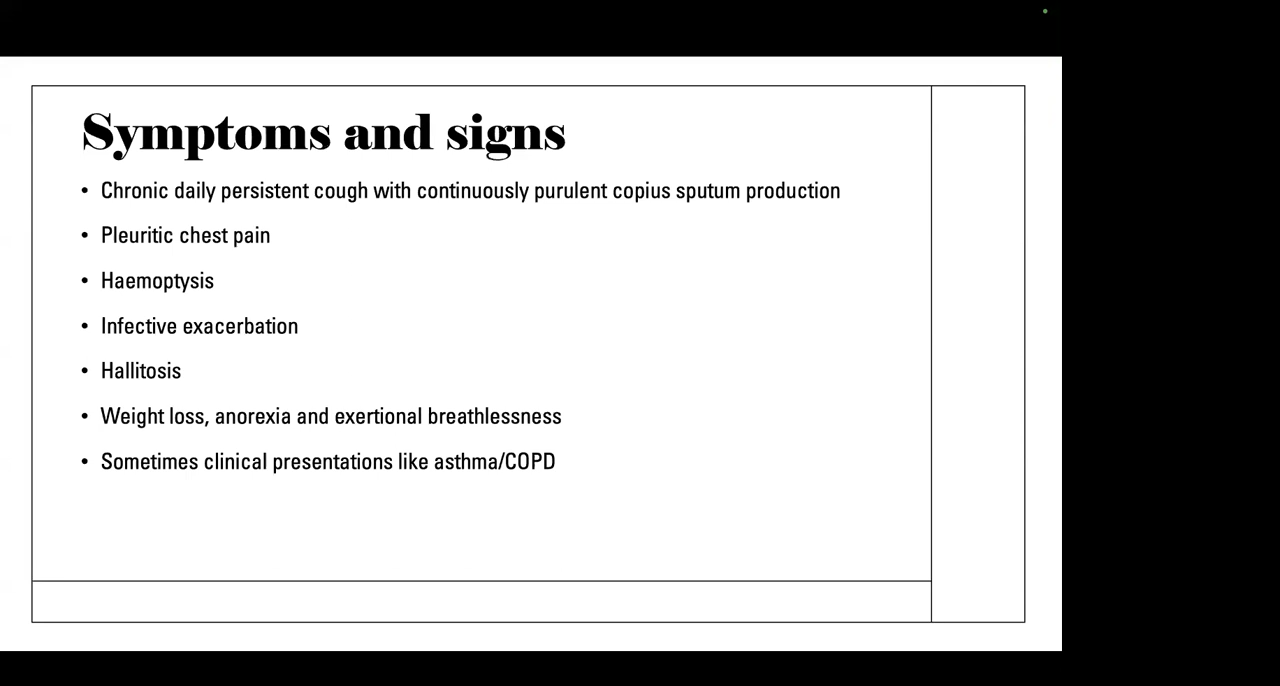 Symptoms and signs
• Chronic daily persistent cough with continuously purulent copius sputum production
• Pleuritic chest pain
• Haemoptysis
• Infective exacerbation
• Hallitosis
• Weight loss, anorexia and exertional breathlessness
• Sometimes clinical presentations like asthma/COPD